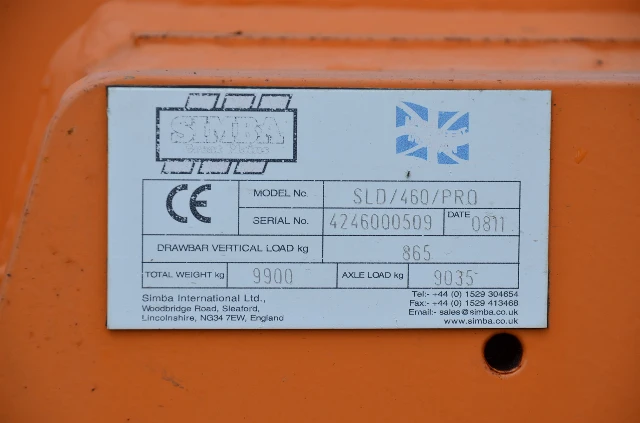 SIMBA
CE
MODEL No. SLD/460/PRO
SERIAL No. 4246000509 DATE 0811
DRAWBAR VERTICAL LOAD kg 865
TOTAL WEIGHT kg 9900 AXLE LOAD kg 9035
Simba International Ltd.,
Woodbridge Road, Sleaford,
Lincolnshire, NG34 7EW, England
Tel:- +44 (0) 1529 304654
Fax:- +44 (0) 1529 413468
Email:- sales@simba.co.uk
www.simba.co.uk